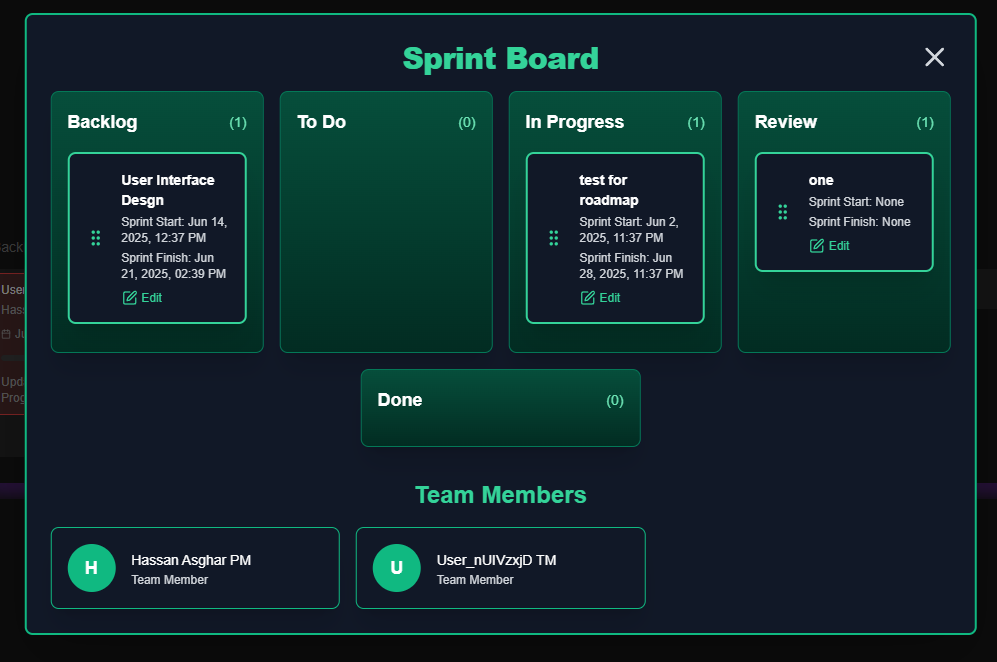 Sprint Board
Backlog (1)
User Interface
Desgn
Sprint Start: Jun 14,
2025, 12:37 PM
Sprint Finish: Jun
21, 2025, 02:39 PM
Edit
To Do (0)
In Progress (1)
test for
roadmap
Sprint Start: Jun 2,
2025, 11:37 PM
Sprint Finish: Jun
28, 2025, 11:37 PM
Edit
Review (1)
one
Sprint Start: None
Sprint Finish: None
Edit
Done (0)
Team Members
H
Hassan Asghar PM
Team Member
U
User_nUIVzxjD TM
Team Member